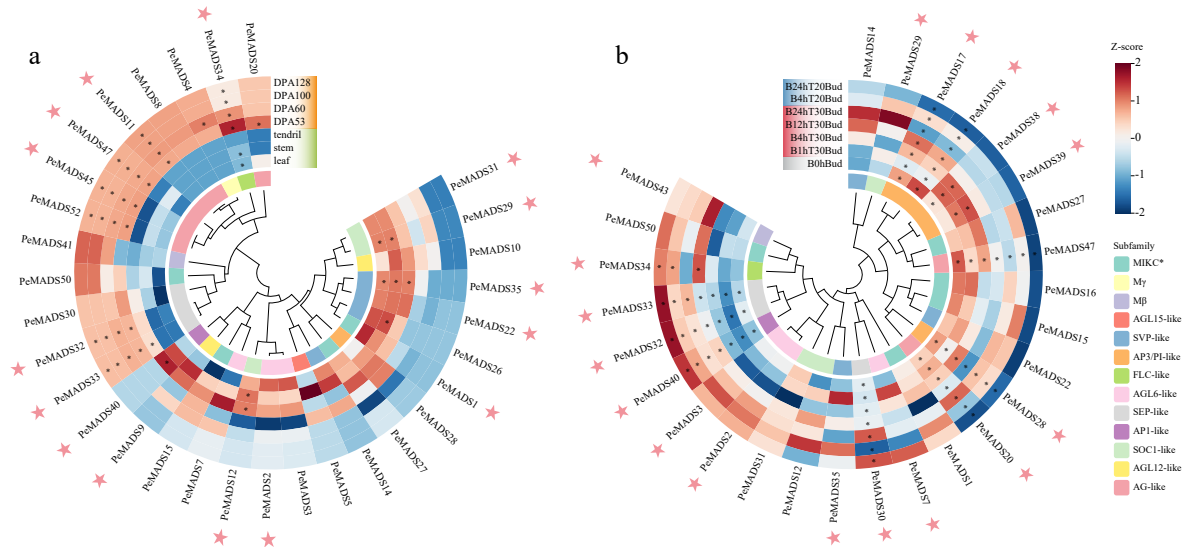 a
DPA128
DPA100
DPA60
DPA53
tendril
stem
leaf
PeMADS20
PeMADS34
PeMADS4
PeMADS8
PeMADS11
PeMADS47
PeMADS45
PeMADS52
PeMADS41
PeMADS50
PeMADS30
PeMADS32
PeMADS33
PeMADS40
PeMADS9
PeMADS15
PeMADS7
PeMADS12
PeMADS2
PeMADS3
PeMADS5
PeMADS14
PeMADS27
PeMADS28
PeMADS1
PeMADS26
PeMADS22
PeMADS35
PeMADS10
PeMADS29
PeMADS31
b
B24hT20Bud
B4hT20Bud
B24hT30Bud
B12hT30Bud
B4hT30Bud
B1hT30Bud
B0hBud
PeMADS14
PeMADS29
PeMADS17
PeMADS18
PeMADS38
PeMADS39
PeMADS27
PeMADS47
PeMADS16
PeMADS15
PeMADS22
PeMADS28
PeMADS20
PeMADS1
PeMADS7
PeMADS30
PeMADS35
PeMADS12
PeMADS31
PeMADS2
PeMADS3
PeMADS40
PeMADS32
PeMADS33
PeMADS34
PeMADS50
PeMADS43
Z-score
2
1
-0
-1
-2
Subfamily
MIKC*
Mγ
Mβ
AGL15-like
SVP-like
AP3/PI-like
FLC-like
AGL6-like
SEP-like
AP1-like
SOC1-like
AGL12-like
AG-like